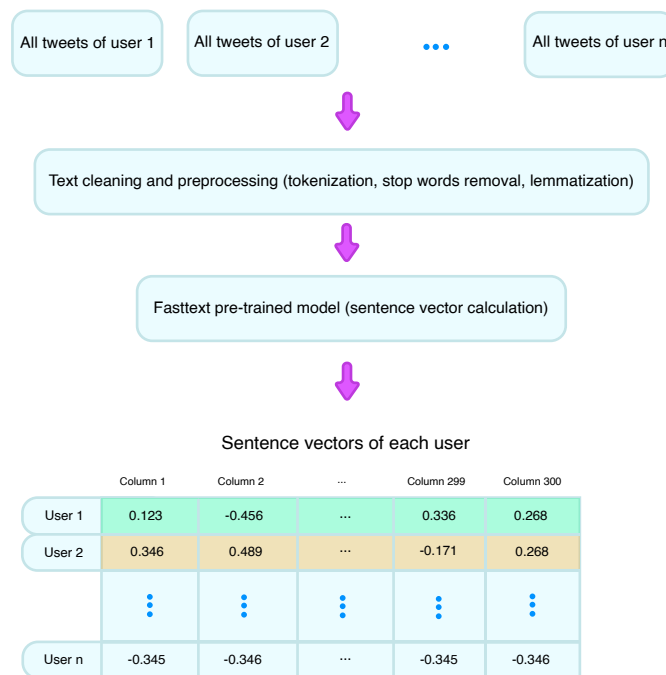 All tweets of user 1
All tweets of user 2
All tweets of user n
Text cleaning and preprocessing (tokenization, stop words removal, lemmatization)
Fasttext pre-trained model (sentence vector calculation)
Sentence vectors of each user
Column 1 Column 2 ... Column 299 Column 300
User 1 0.123 -0.456 ... 0.336 0.268
User 2 0.346 0.489 ... -0.171 0.268
User n -0.345 -0.346 ... -0.345 -0.346